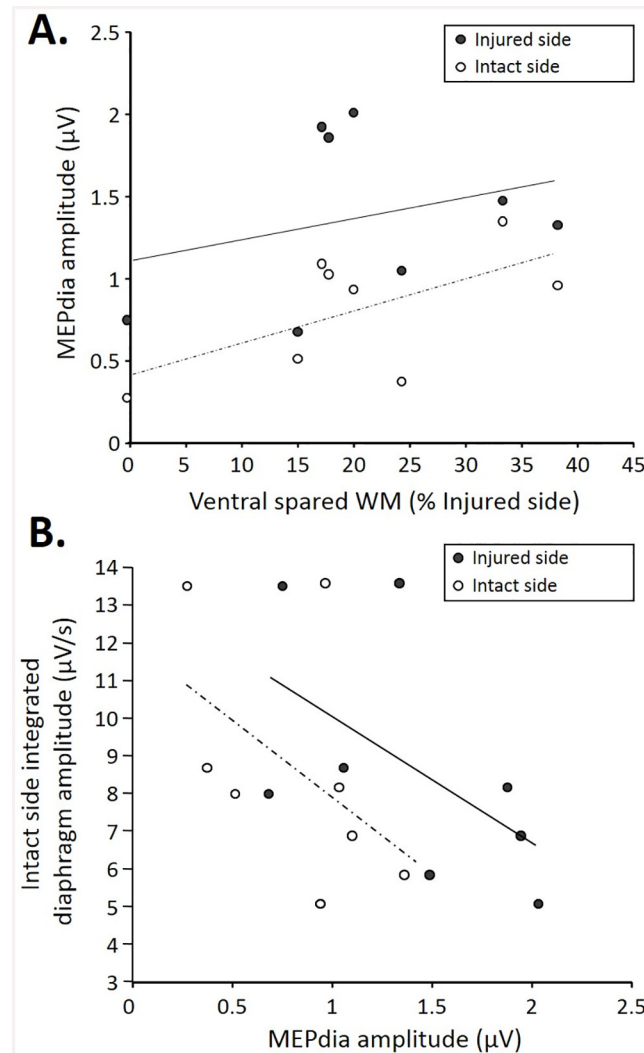 A.
2.5
2
1.5
1
0.5
0
MEPdia amplitude (µV)
Injured side
Intact side
0 5 10 15 20 25 30 35 40 45
Ventral spared WM (% Injured side)
B.
14
13
12
11
10
9
8
7
6
5
4
3
Intact side integrated
diaphragm amplitude (µV/s)
Injured side
Intact side
0 0.5 1 1.5 2 2.5
MEPdia amplitude (µV)